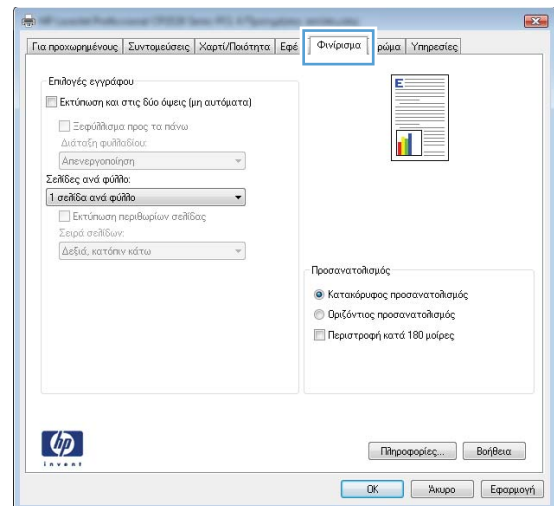 Για προχωρημένους Συντομεύσεις Χαρτί/Ποιότητα Εφέ Φινίρισμα ρώμα Υπηρεσίες
Επιλογές εγγράφου
Εκτύπωση και στις δύο όψεις (μη αυτόματα)
Ξεφύλλισμα προς τα πάνω
Διάταξη φυλλαδίου:
Απενεργοποίηση
Σελίδες ανά φύλλο:
1 σελίδα ανά φύλλο
Εκτύπωση περιθωρίων σελίδας
Σειρά σελίδων:
Δεξιά, κατόπιν κάτω
E
Προσανατολισμός
Κατακόρυφος προσανατολισμός
Οριζόντιος προσανατολισμός
Περιστροφή κατά 180 μοίρες
hp
invent
Πληροφορίες... Βοήθεια
OK Άκυρο Εφαρμογή